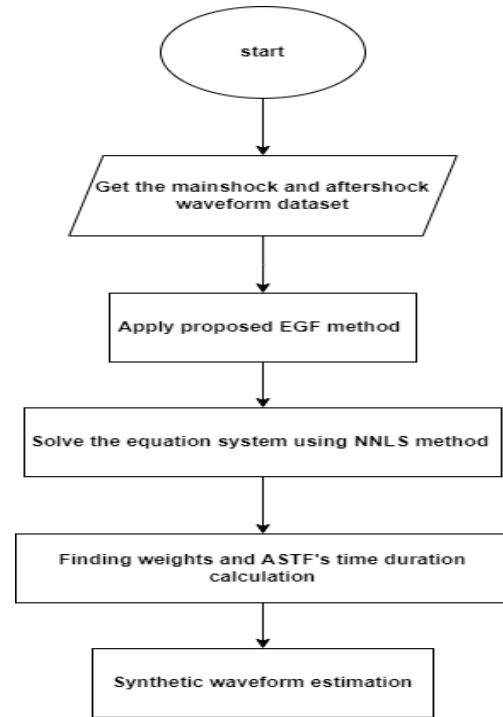 start
Get the mainshock and aftershock
waveform dataset
Apply proposed EGF method
Solve the equation system using NNLS method
Finding weights and ASTF's time duration
calculation
Synthetic waveform estimation